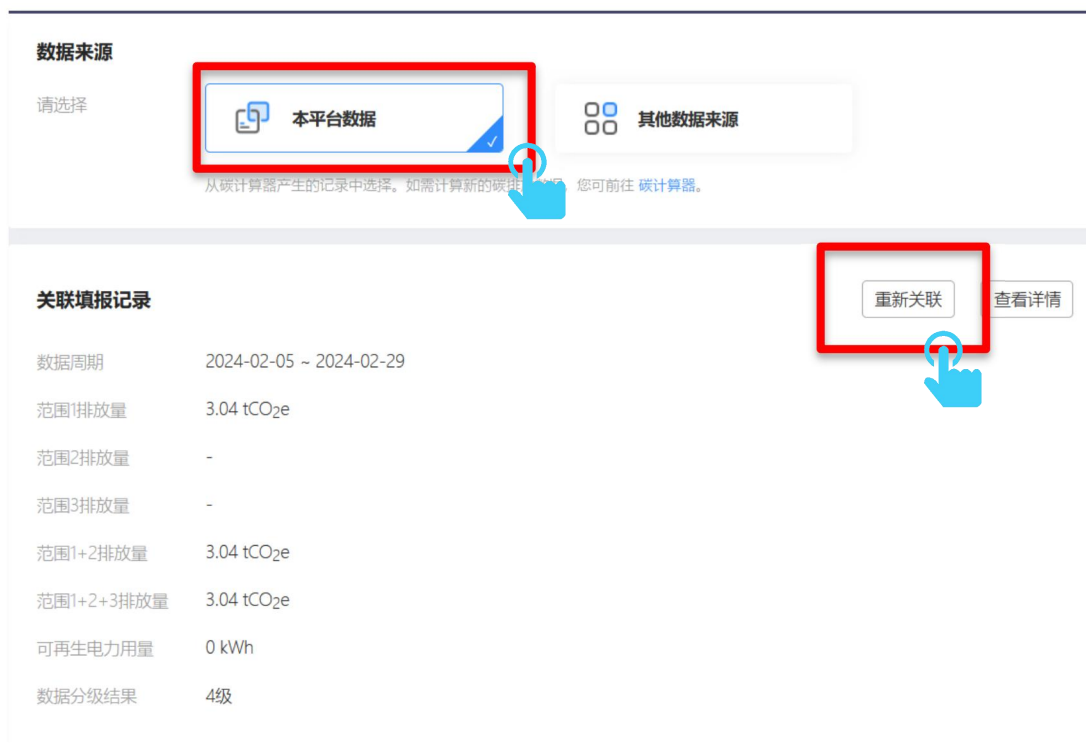 数据来源
请选择
本平台数据
其他数据来源
从碳计算器产生的记录中选择。如需计算新的碳排 您可前往 碳计算器。
关联填报记录
重新关联
查看详情
数据周期 2024-02-05 ~ 2024-02-29
范围1排放量 3.04 tCO₂e
范围2排放量 -
范围3排放量 -
范围1+2排放量 3.04 tCO₂e
范围1+2+3排放量 3.04 tCO₂e
可再生电力用量 0 kWh
数据分级结果 4级